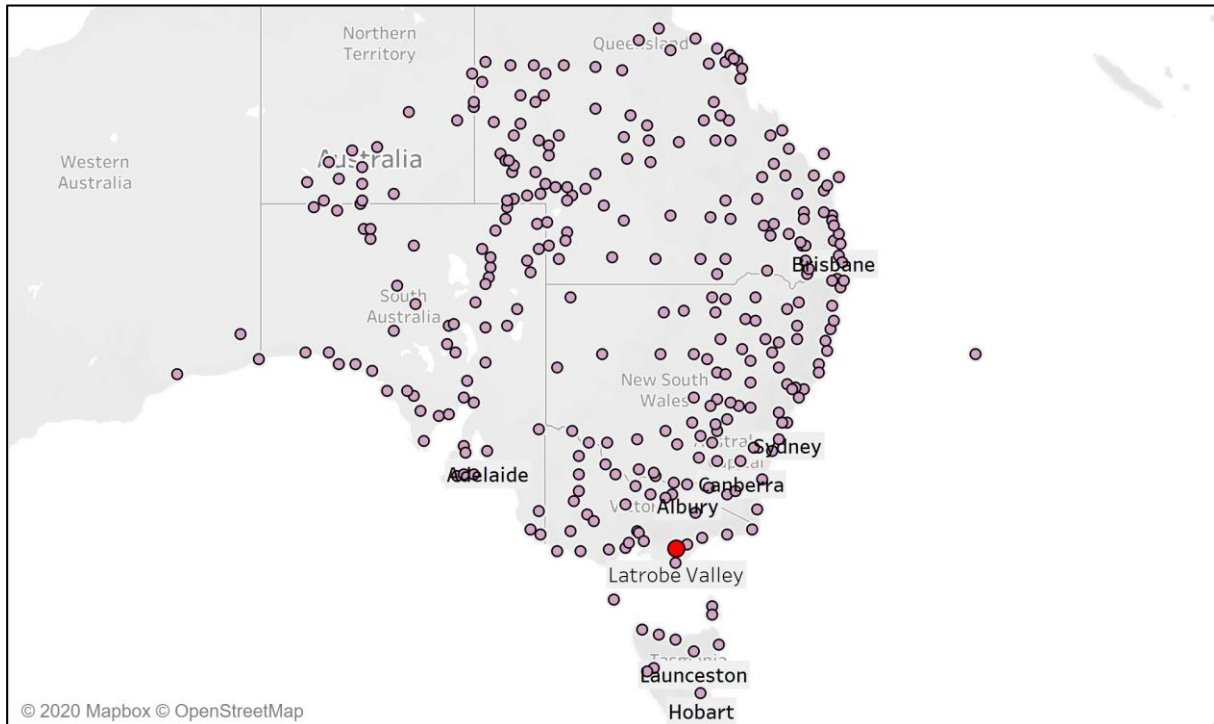 Northern
Territory
Queensland
Western
Australia
Australia
Brisbane
South
Australia
New South
Wales
Sydney
Adelaide
Canberra
Albury
Latrobe Valley
Launceston
Hobart
© 2020 Mapbox © OpenStreetMap